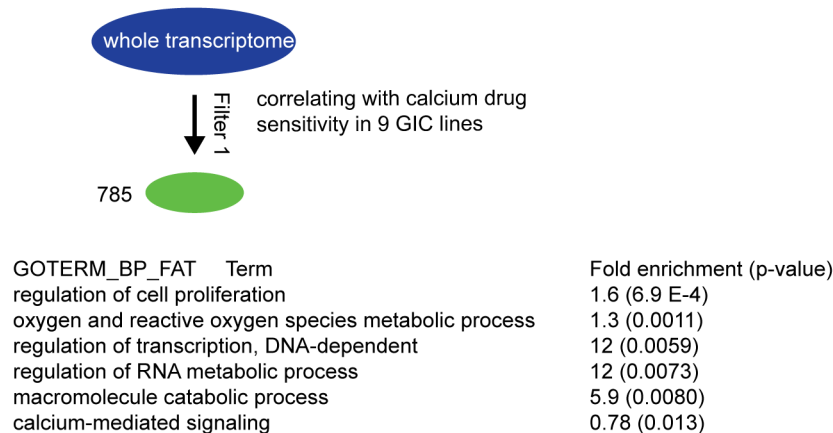 whole transcriptome
Filter 1
correlating with calcium drug
sensitivity in 9 GIC lines
785
GOTERM_BP_FAT Term Fold enrichment (p-value)
regulation of cell proliferation 1.6 (6.9 E-4)
oxygen and reactive oxygen species metabolic process 1.3 (0.0011)
regulation of transcription, DNA-dependent 12 (0.0059)
regulation of RNA metabolic process 12 (0.0073)
macromolecule catabolic process 5.9 (0.0080)
calcium-mediated signaling 0.78 (0.013)